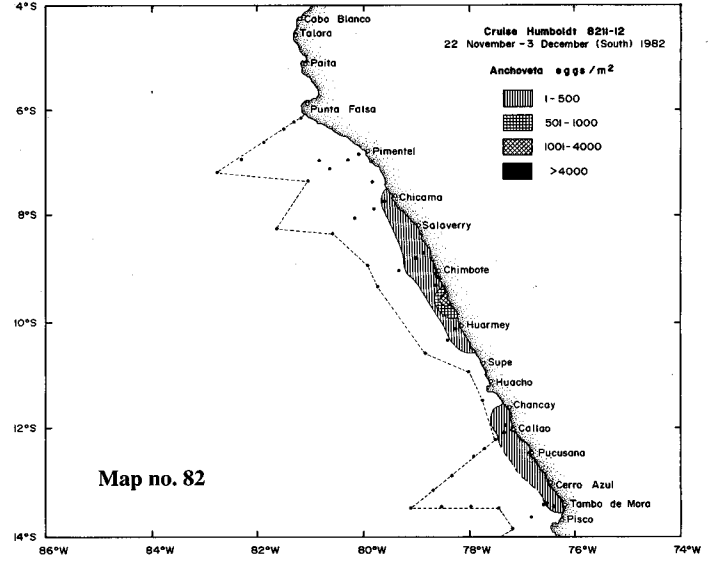 4°S
6°S
8°S
10°S
12°S
14°S
86°W
84°W
82°W
80°W
78°W
76°W
74°W
Cruise Humboldt 8211-12
22 November - 3 December (South) 1982
Anchoveta eggs/m²
1-500
501-1000
1001-4000
>4000
Cabo Blanco
Talara
Paita
Punta Falsa
Pimentel
Chicama
Salaverry
Chimbote
Huarmey
Supe
Huacho
Chancay
Callao
Pucusana
Cerro Azul
Tambo de Mora
Pisco
Map no. 82